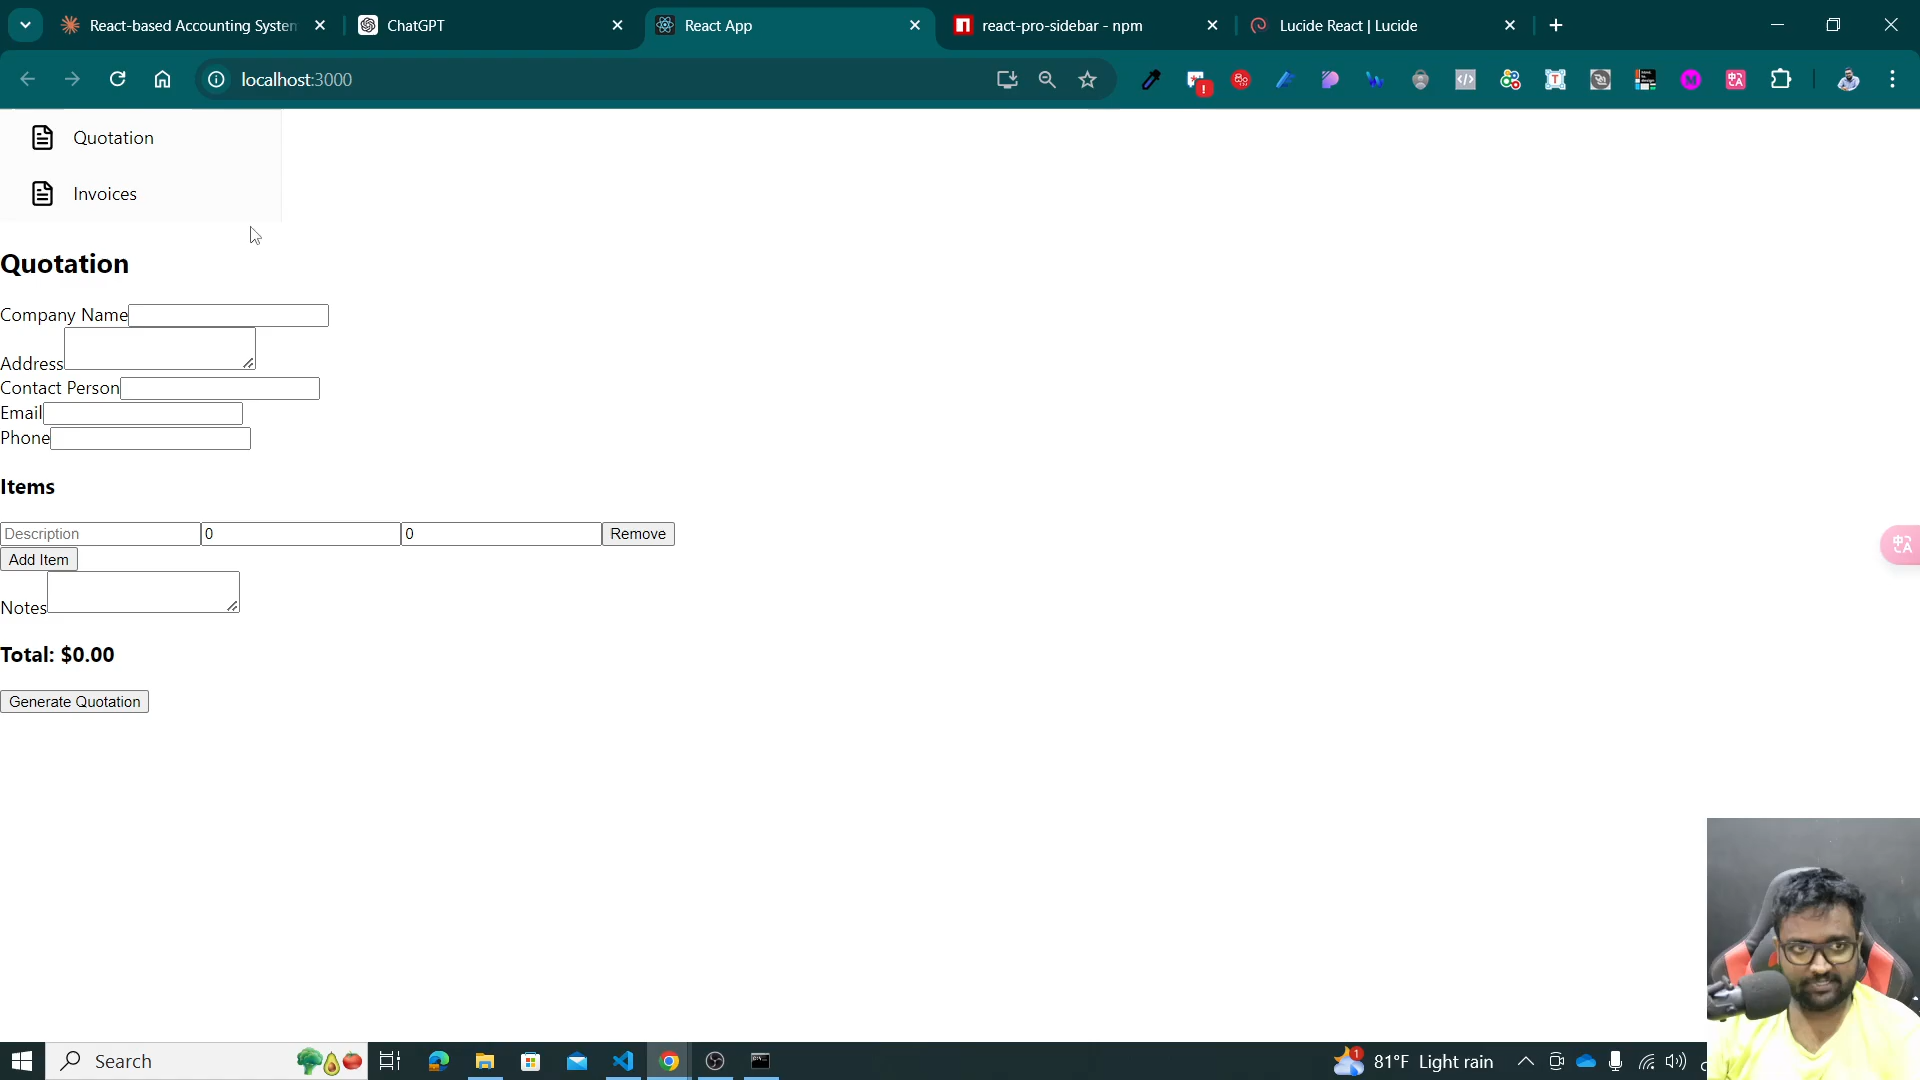 React-based Accounting System
ChatGPT
React App
react-pro-sidebar - npm
Lucide React | Lucide
localhost:3000
Quotation
Invoices
Quotation
Company Name
Address
Contact Person
Email
Phone
Items
Description 0 0 Remove
Add Item
Notes
Total: $0.00
Generate Quotation
Search
1 81°F Light rain